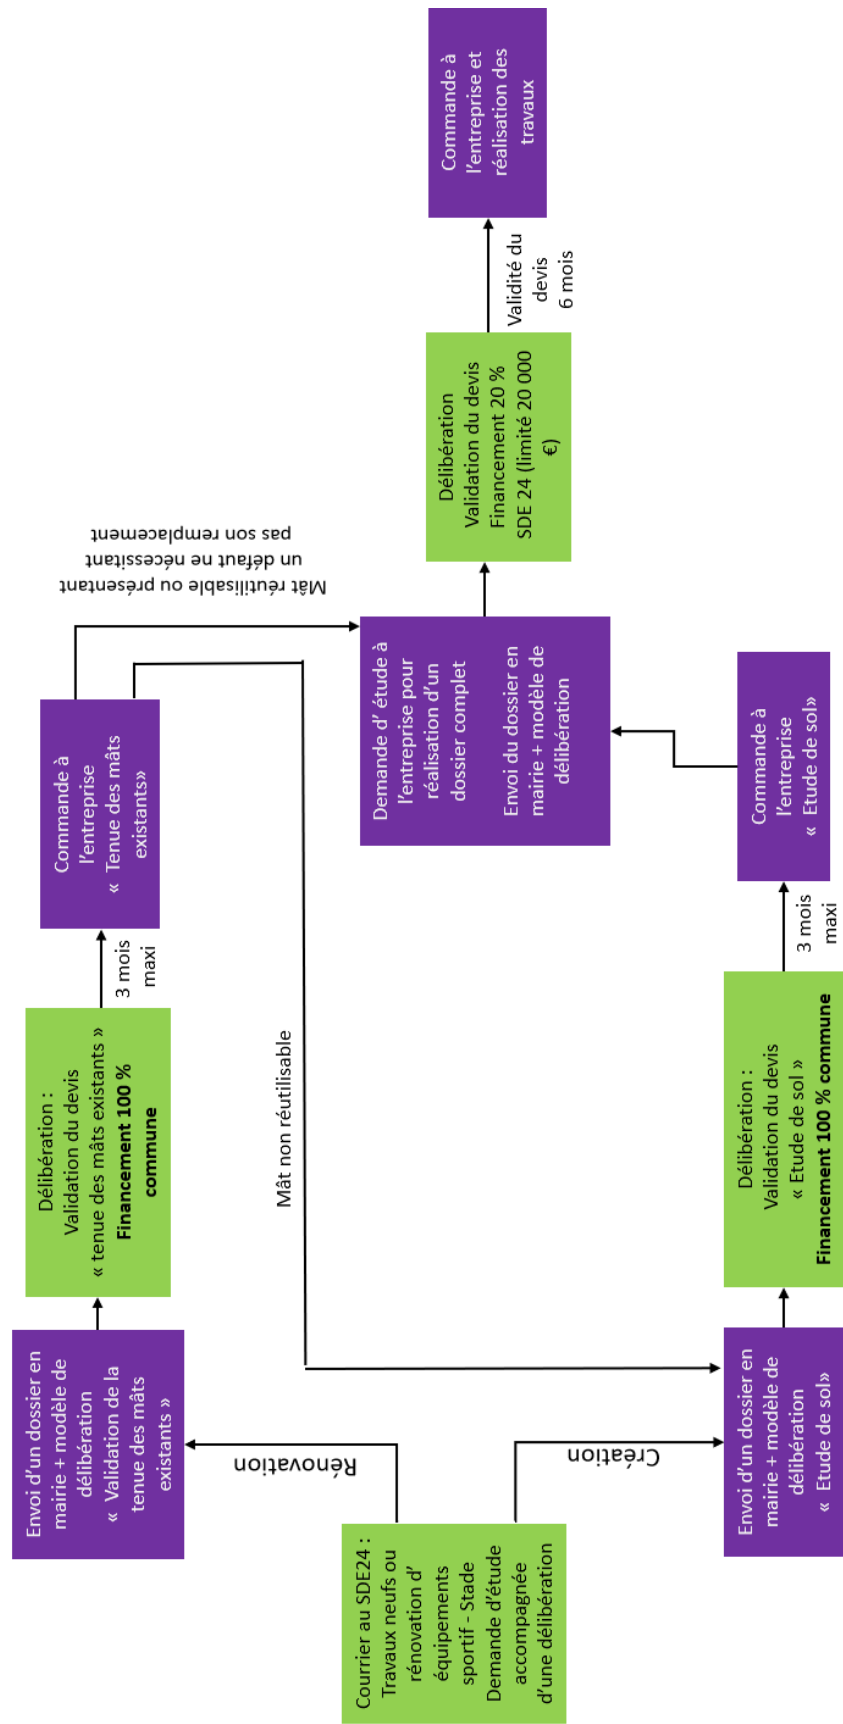 Courrier au SDE24 :
Travaux neufs ou
rénovation d'
équipements
sportif - Stade
Demande d'étude
accompagnée
d'une délibération
Rénovation
Envoi d'un dossier en
mairie + modèle de
délibération
« Validation de la
tenue des mâts
existants »
Délibération :
Validation du devis
« tenue des mâts existants »
Financement 100 %
commune
3 mois
maxi
Commande à
l'entreprise
« Tenue des mâts
existants»
Mât réutilisable ou présentant
un défaut ne nécessitant
pas son remplacement
Mât non réutilisable
Création
Envoi d'un dossier en
mairie + modèle de
délibération
« Etude de sol»
Délibération :
Validation du devis
« Etude de sol »
Financement 100 % commune
3 mois
maxi
Commande à
l'entreprise
« Etude de sol»
Demande d' étude à
l'entreprise pour
réalisation d'un
dossier complet
Envoi du dossier en
mairie + modèle de
délibération
Délibération
Validation du devis
Financement 20 %
SDE 24 (limité 20 000
€)
Validité du
devis
6 mois
Commande à
l'entreprise et
réalisation des
travaux